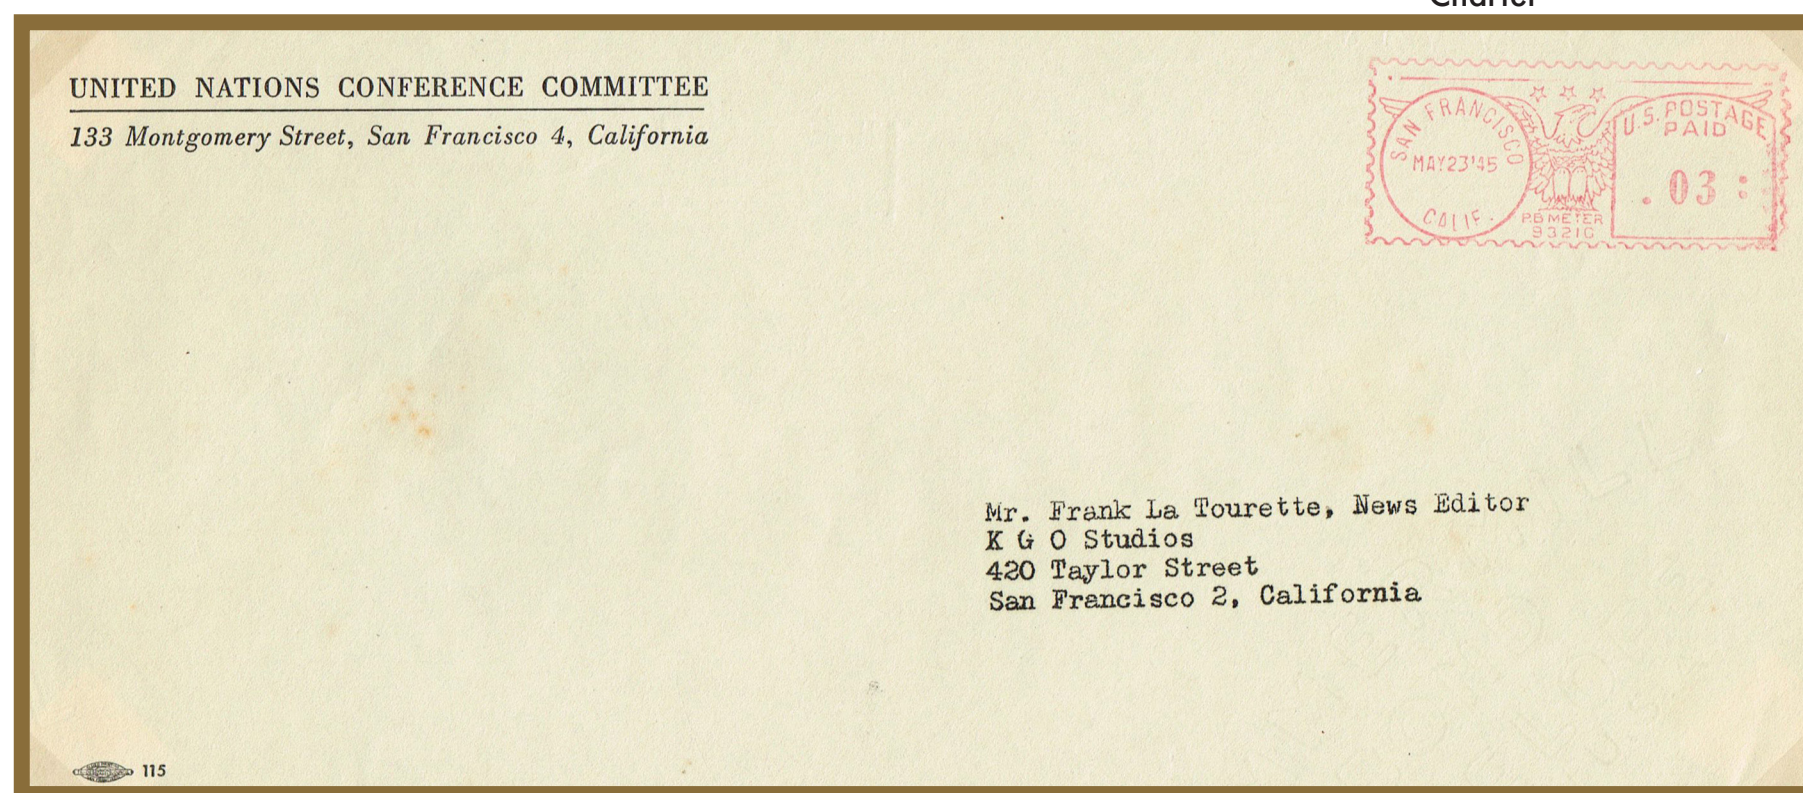 UNITED NATIONS CONFERENCE COMMITTEE
133 Montgomery Street, San Francisco 4, California
SAN FRANCISCO
MAY 23 '45
CALIF.
P.B METER
93210
U.S. POSTAGE
PAID
.03
Mr. Frank La Tourette, News Editor
K G O Studios
420 Taylor Street
San Francisco 2, California
115